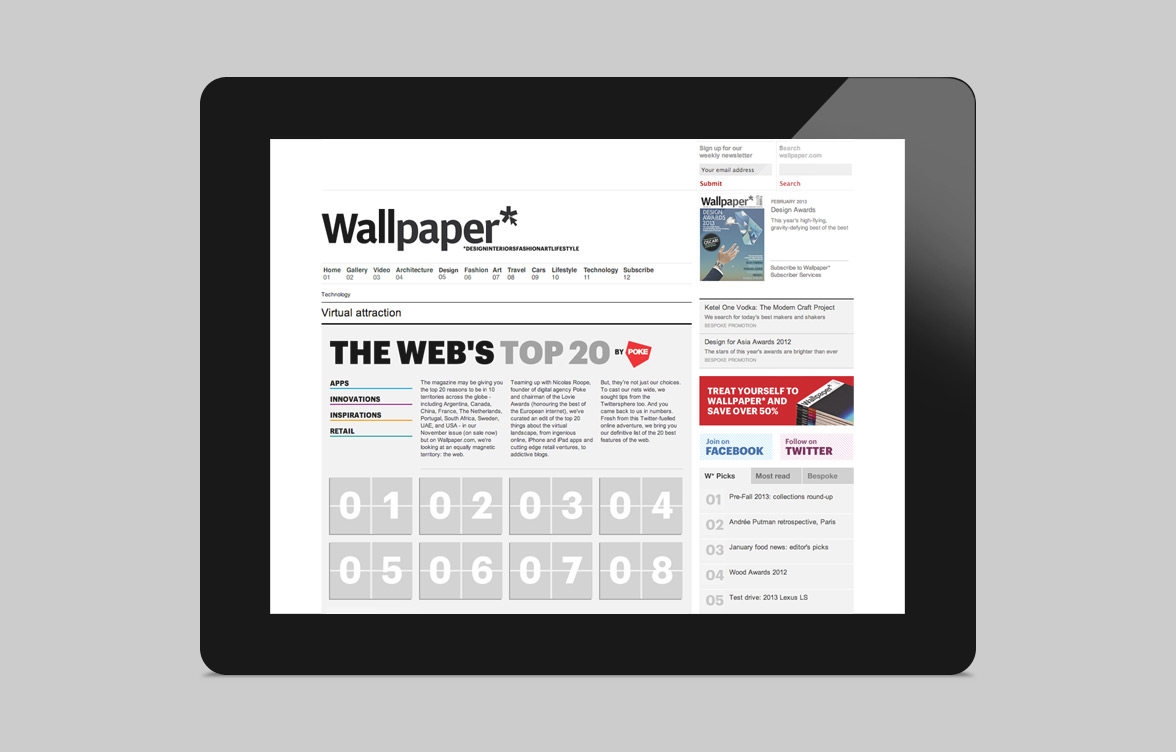 Sign up for our
weekly newsletter
Your email address
Submit
Search
wallpaper.com
Search
Wallpaper*
*DESIGNINTERIORSFASHIONARTLIFESTYLE
Wallpaper*
DESIGN
AWARDS
2013
FEBRUARY 2013
Design Awards
This year's high-flying,
gravity-defying best of the best
Subscribe to Wallpaper*
Subscriber Services
Home Gallery Video Architecture Design Fashion Art Travel Cars Lifestyle Technology Subscribe
01 02 03 04 05 06 07 08 09 10 11 12
Technology
Virtual attraction
THE WEB'S TOP 20 BY POKE
APPS
INNOVATIONS
INSPIRATIONS
RETAIL
The magazine may be giving you
the top 20 reasons to be in 10
territories across the globe -
including Argentina, Canada,
China, France, The Netherlands,
Portugal, South Africa, Sweden,
UAE, and USA - in our
November issue (on sale now)
but on Wallpaper.com, we're
looking at an equally magnetic
territory: the web.
Teaming up with Nicolas Roope,
founder of digital agency Poke
and chairman of the Lovie
Awards (honouring the best of
the European internet), we've
curated an edit of the top 20
things about the virtual
landscape, from ingenious
online, iPhone and iPad apps and
cutting edge retail ventures, to
addictive blogs.
But, they're not just our choices.
To cast our nets wide, we
sought tips from the
Twittersphere too. And you
came back to us in numbers.
Fresh from this Twitter-fuelled
online adventure, we bring you
our definitive list of the 20 best
features of the web.
01 02 03 04
05 06 07 08
Ketel One Vodka: The Modern Craft Project
We search for today's best makers and shakers
BESPOKE PROMOTION
Design for Asia Awards 2012
The stars of this year's awards are brighter than ever
BESPOKE PROMOTION
TREAT YOURSELF TO
WALLPAPER* AND
SAVE OVER 50%
Wallpaper*
Join on
FACEBOOK
Follow on
TWITTER
W* Picks Most read Bespoke
01 Pre-Fall 2013: collections round-up
02 Andrée Putman retrospective, Paris
03 January food news: editor's picks
04 Wood Awards 2012
05 Test drive: 2013 Lexus LS